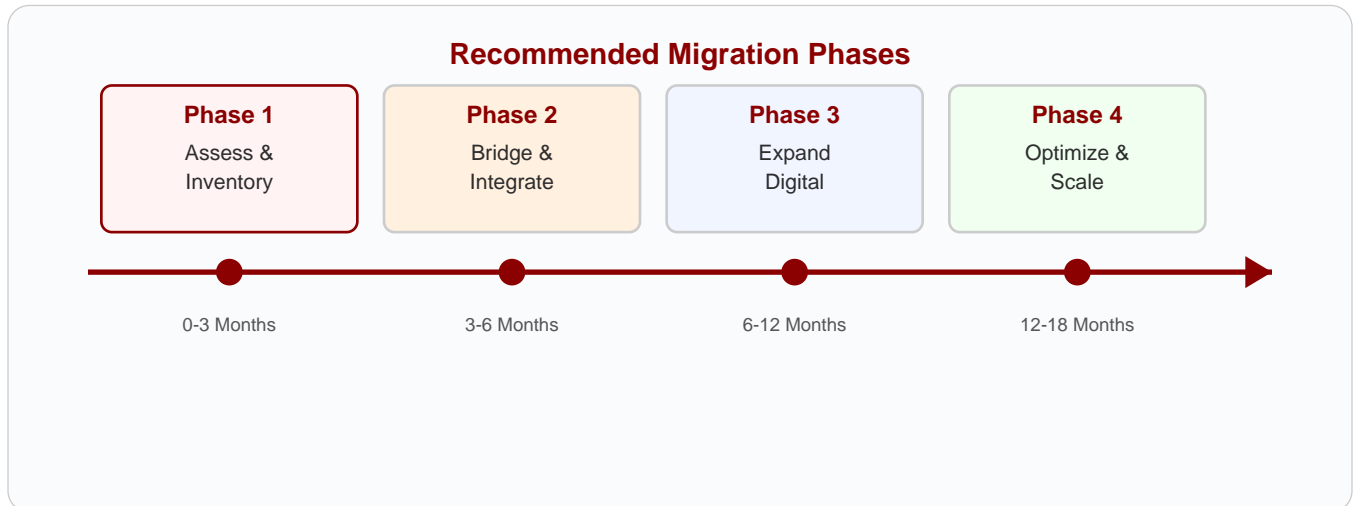 Recommended Migration Phases
Phase 1
Assess &
Inventory
Phase 2
Bridge &
Integrate
Phase 3
Expand
Digital
Phase 4
Optimize &
Scale
0-3 Months
3-6 Months
6-12 Months
12-18 Months